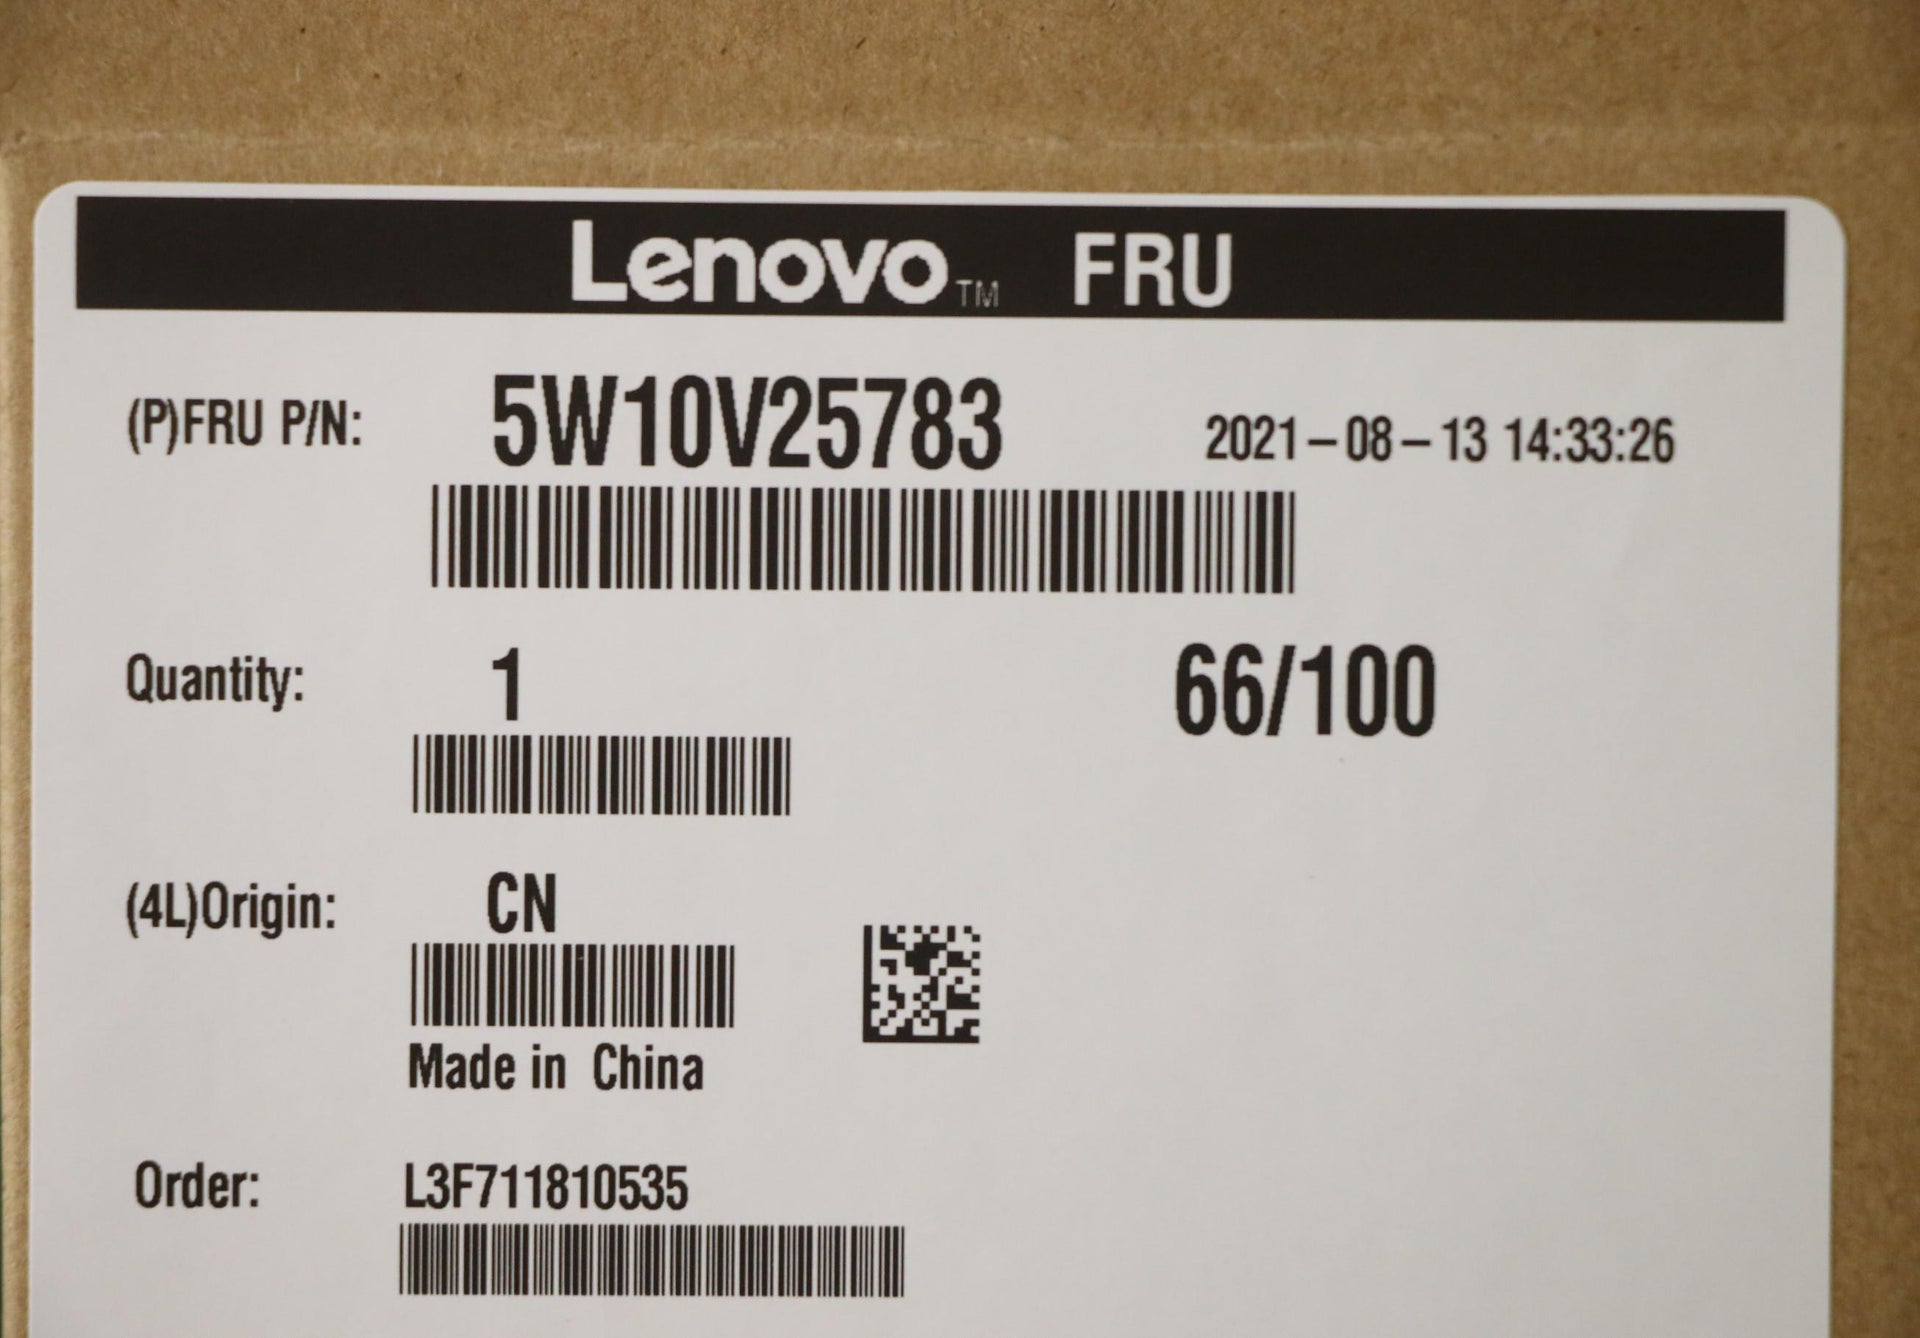 Lenovo™ FRU
(P)FRU P/N: 5W10V25783 2021-08-13 14:33:26
Quantity: 1 66/100
(4L)Origin: CN
Made in China
Order: L3F711810535